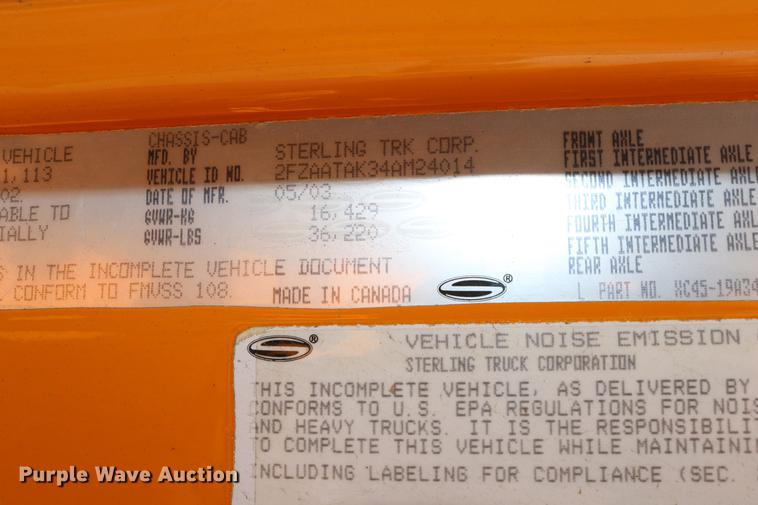 CHASSIS-CAB
VEHICLE MFD. BY STERLING TRK CORP. FRONT AXLE
1,113 VEHICLE ID NO. 2FZAATAK34AM24014 FIRST INTERMEDIATE AXLE
02. DATE OF MFR. 05/03 SECOND INTERMEDIATE AXLE
ABLE TO GVWR-KG 16,429 THIRD INTERMEDIATE AXLE
IALLY GVWR-LBS 36,220 FOURTH INTERMEDIATE AXL
FIFTH INTERMEDIATE AXLE
S IN THE INCOMPLETE VEHICLE DOCUMENT REAR AXLE
CONFORM TO FMVSS 108. MADE IN CANADA ® L PART NO. XC45-19A34
® VEHICLE NOISE EMISSION
STERLING TRUCK CORPORATION
THIS INCOMPLETE VEHICLE, AS DELIVERED BY
CONFORMS TO U.S. EPA REGULATIONS FOR NOIS
AND HEAVY TRUCKS. IT IS THE RESPONSIBILIT
TO COMPLETE THIS VEHICLE WHILE MAINTAINI
INCLUDING LABELING FOR COMPLIANCE (SEC.
Purple Wave Auction